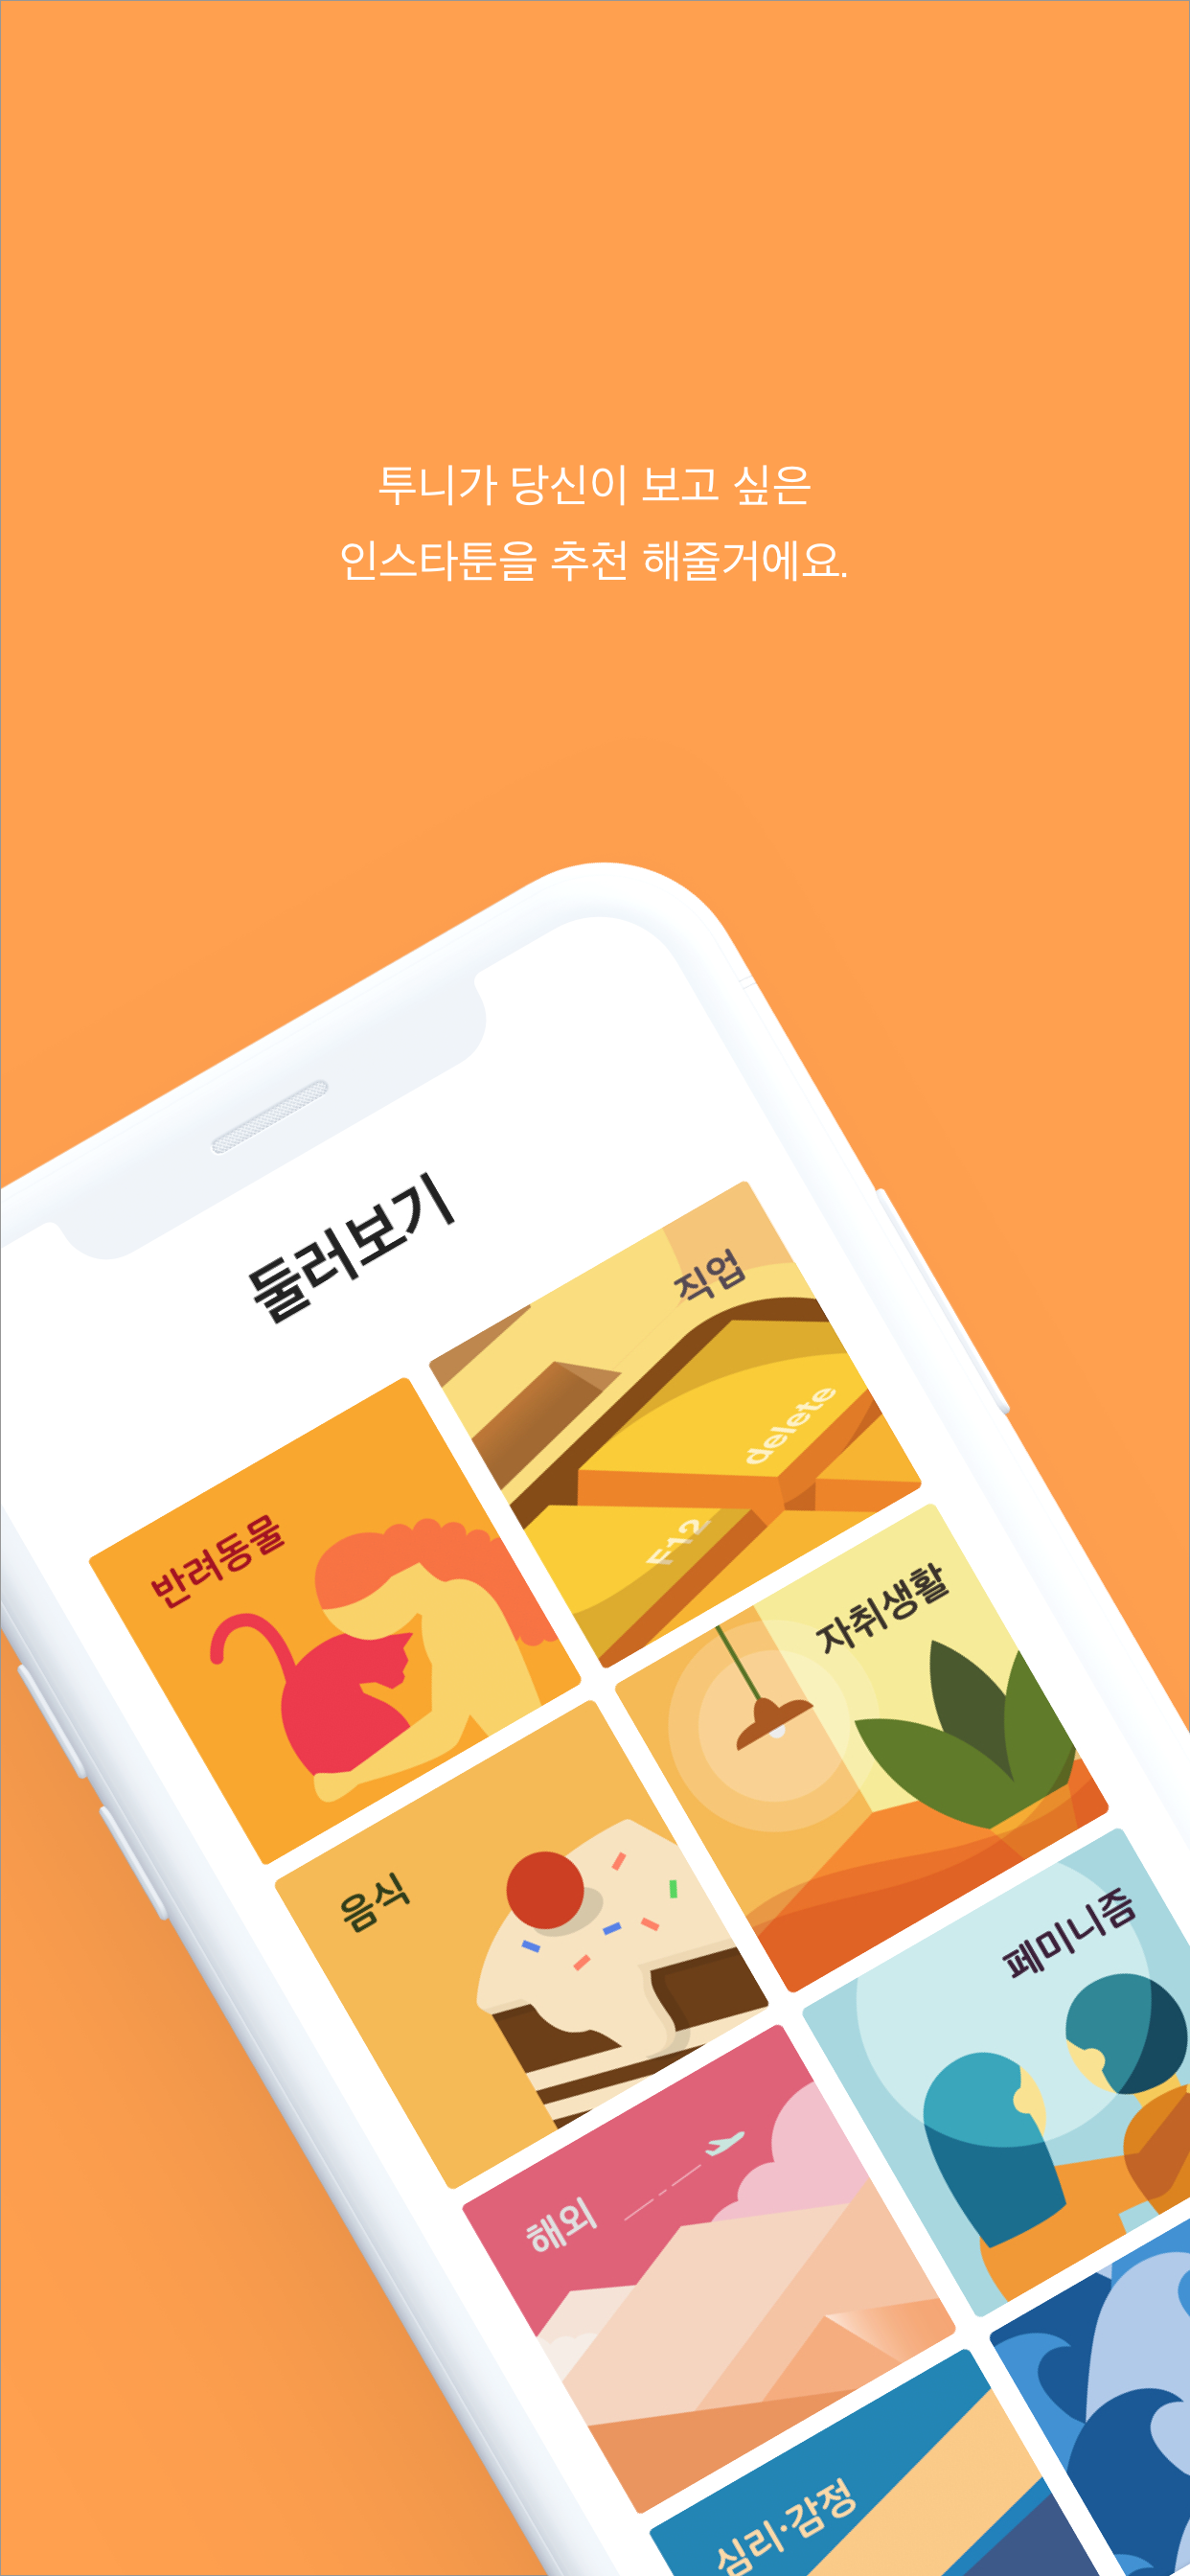 투니가 당신이 보고 싶은
인스타툰을 추천 해줄거에요.
둘러보기
직업
delete
F12
반려동물
자취생활
음식
페미니즘
해외
심리·감정